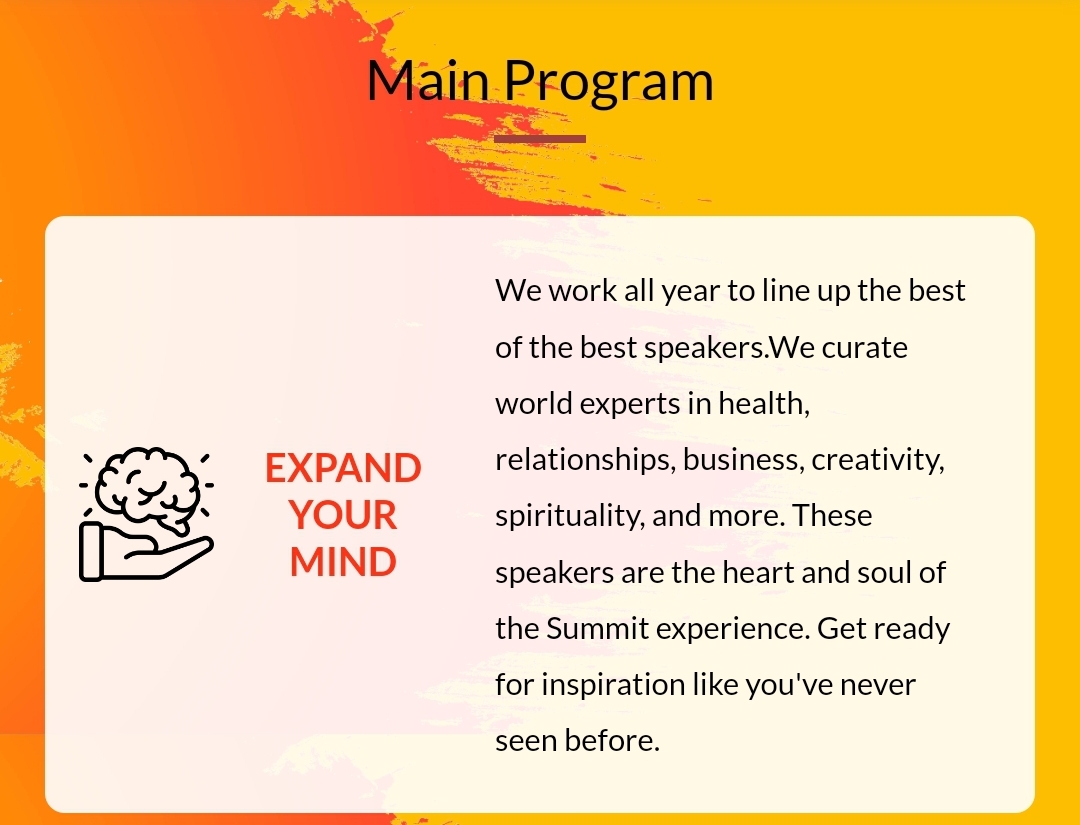 Main Program
EXPAND
YOUR
MIND
We work all year to line up the best
of the best speakers.We curate
world experts in health,
relationships, business, creativity,
spirituality, and more. These
speakers are the heart and soul of
the Summit experience. Get ready
for inspiration like you've never
seen before.